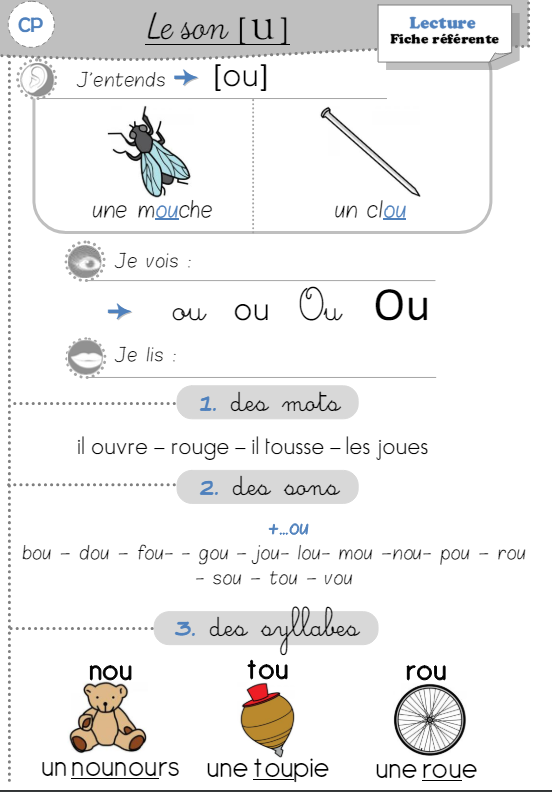 CP
Le son [u]
Lecture
Fiche référente
J'entends [ou]
une mouche
un clou
Je vois :
ou ou Ou Ou
Je lis :
1. des mots
il ouvre – rouge – il tousse – les joues
2. des sons
+...ou
bou – dou – fou- - gou – jou- lou- mou –nou- pou – rou
- sou – tou – vou
3. des syllabes
nou tou rou
un nounours une toupie une roue